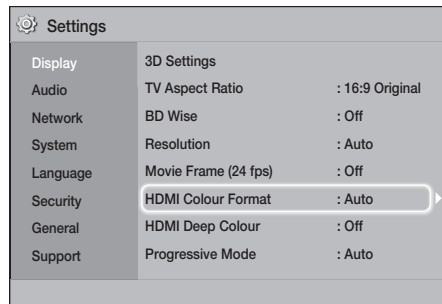 Settings
Display
Audio
Network
System
Language
Security
General
Support
3D Settings
TV Aspect Ratio : 16:9 Original
BD Wise : Off
Resolution : Auto
Movie Frame (24 fps) : Off
HDMI Colour Format : Auto
HDMI Deep Colour : Off
Progressive Mode : Auto